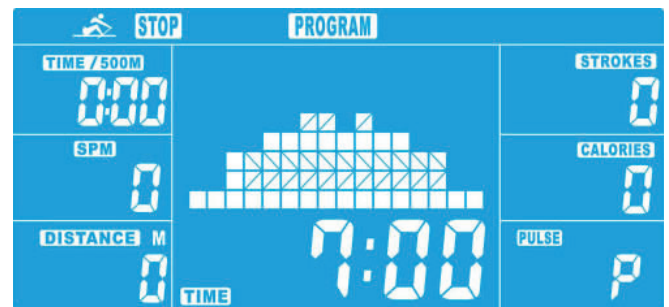 STOP PROGRAM
TIME / 500M
0:00
SPM
0
DISTANCE M
0
TIME 7:00
STROKES
0
CALORIES
0
PULSE
P